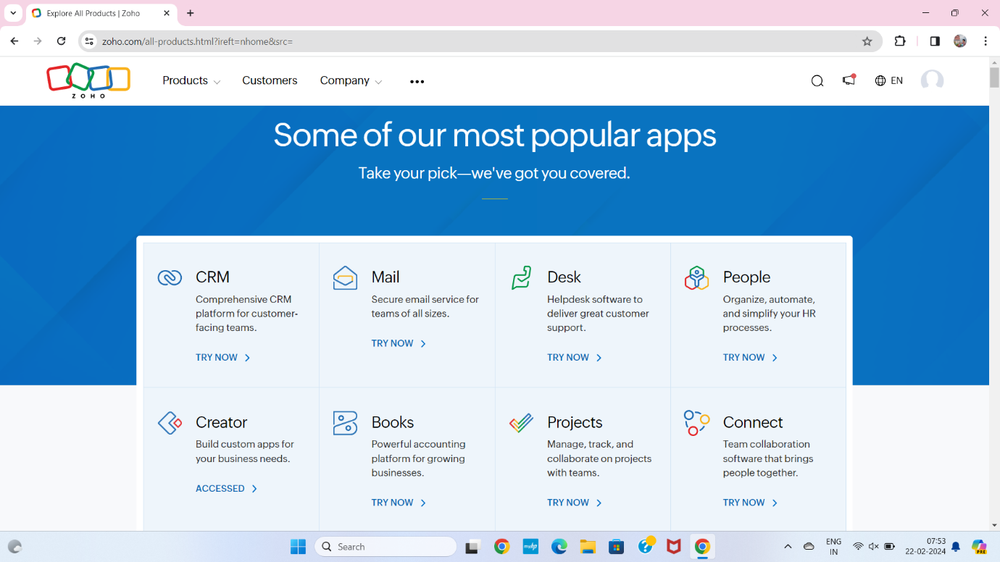 Explore All Products | Zoho
zoho.com/all-products.html?ireft=nhome&src=
ZOHO
Products
Customers
Company
EN
Some of our most popular apps
Take your pick—we've got you covered.
CRM
Comprehensive CRM
platform for customer-
facing teams.
TRY NOW
Mail
Secure email service for
teams of all sizes.
TRY NOW
Desk
Helpdesk software to
deliver great customer
support.
TRY NOW
People
Organize, automate,
and simplify your HR
processes.
TRY NOW
Creator
Build custom apps for
your business needs.
ACCESSED
Books
Powerful accounting
platform for growing
businesses.
TRY NOW
Projects
Manage, track, and
collaborate on projects
with teams.
TRY NOW
Connect
Team collaboration
software that brings
people together.
TRY NOW
Search
myhp
ENG
IN
07:53
22-02-2024
PRE